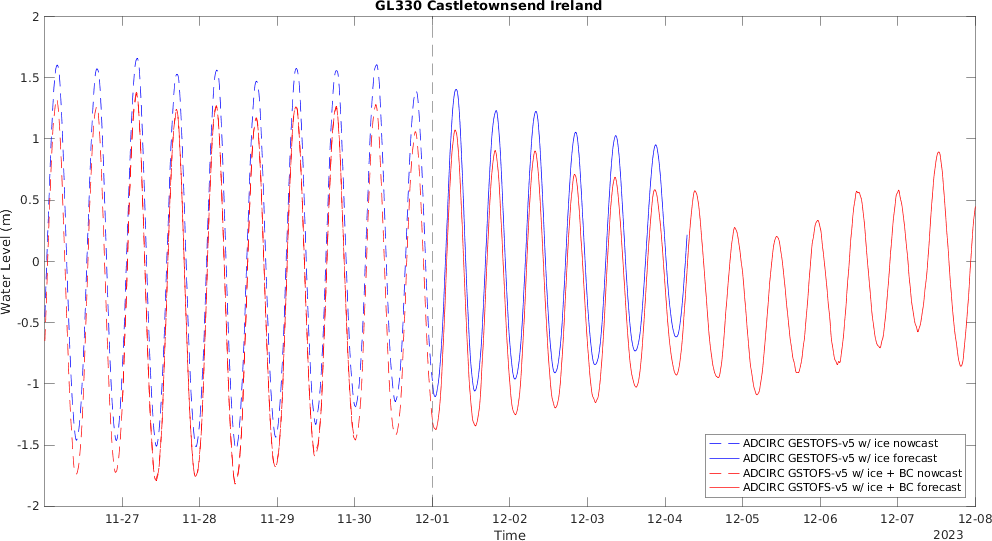 GL330 Castletownsend Ireland
2
1.5
1
0.5
0
-0.5
-1
-1.5
-2
Water Level (m)
ADCIRC GESTOFS-v5 w/ ice nowcast
ADCIRC GESTOFS-v5 w/ ice forecast
ADCIRC GSTOFS-v5 w/ ice + BC nowcast
ADCIRC GSTOFS-v5 w/ ice + BC forecast
11-27 11-28 11-29 11-30 12-01 12-02 12-03 12-04 12-05 12-06 12-07 12-08
Time
2023